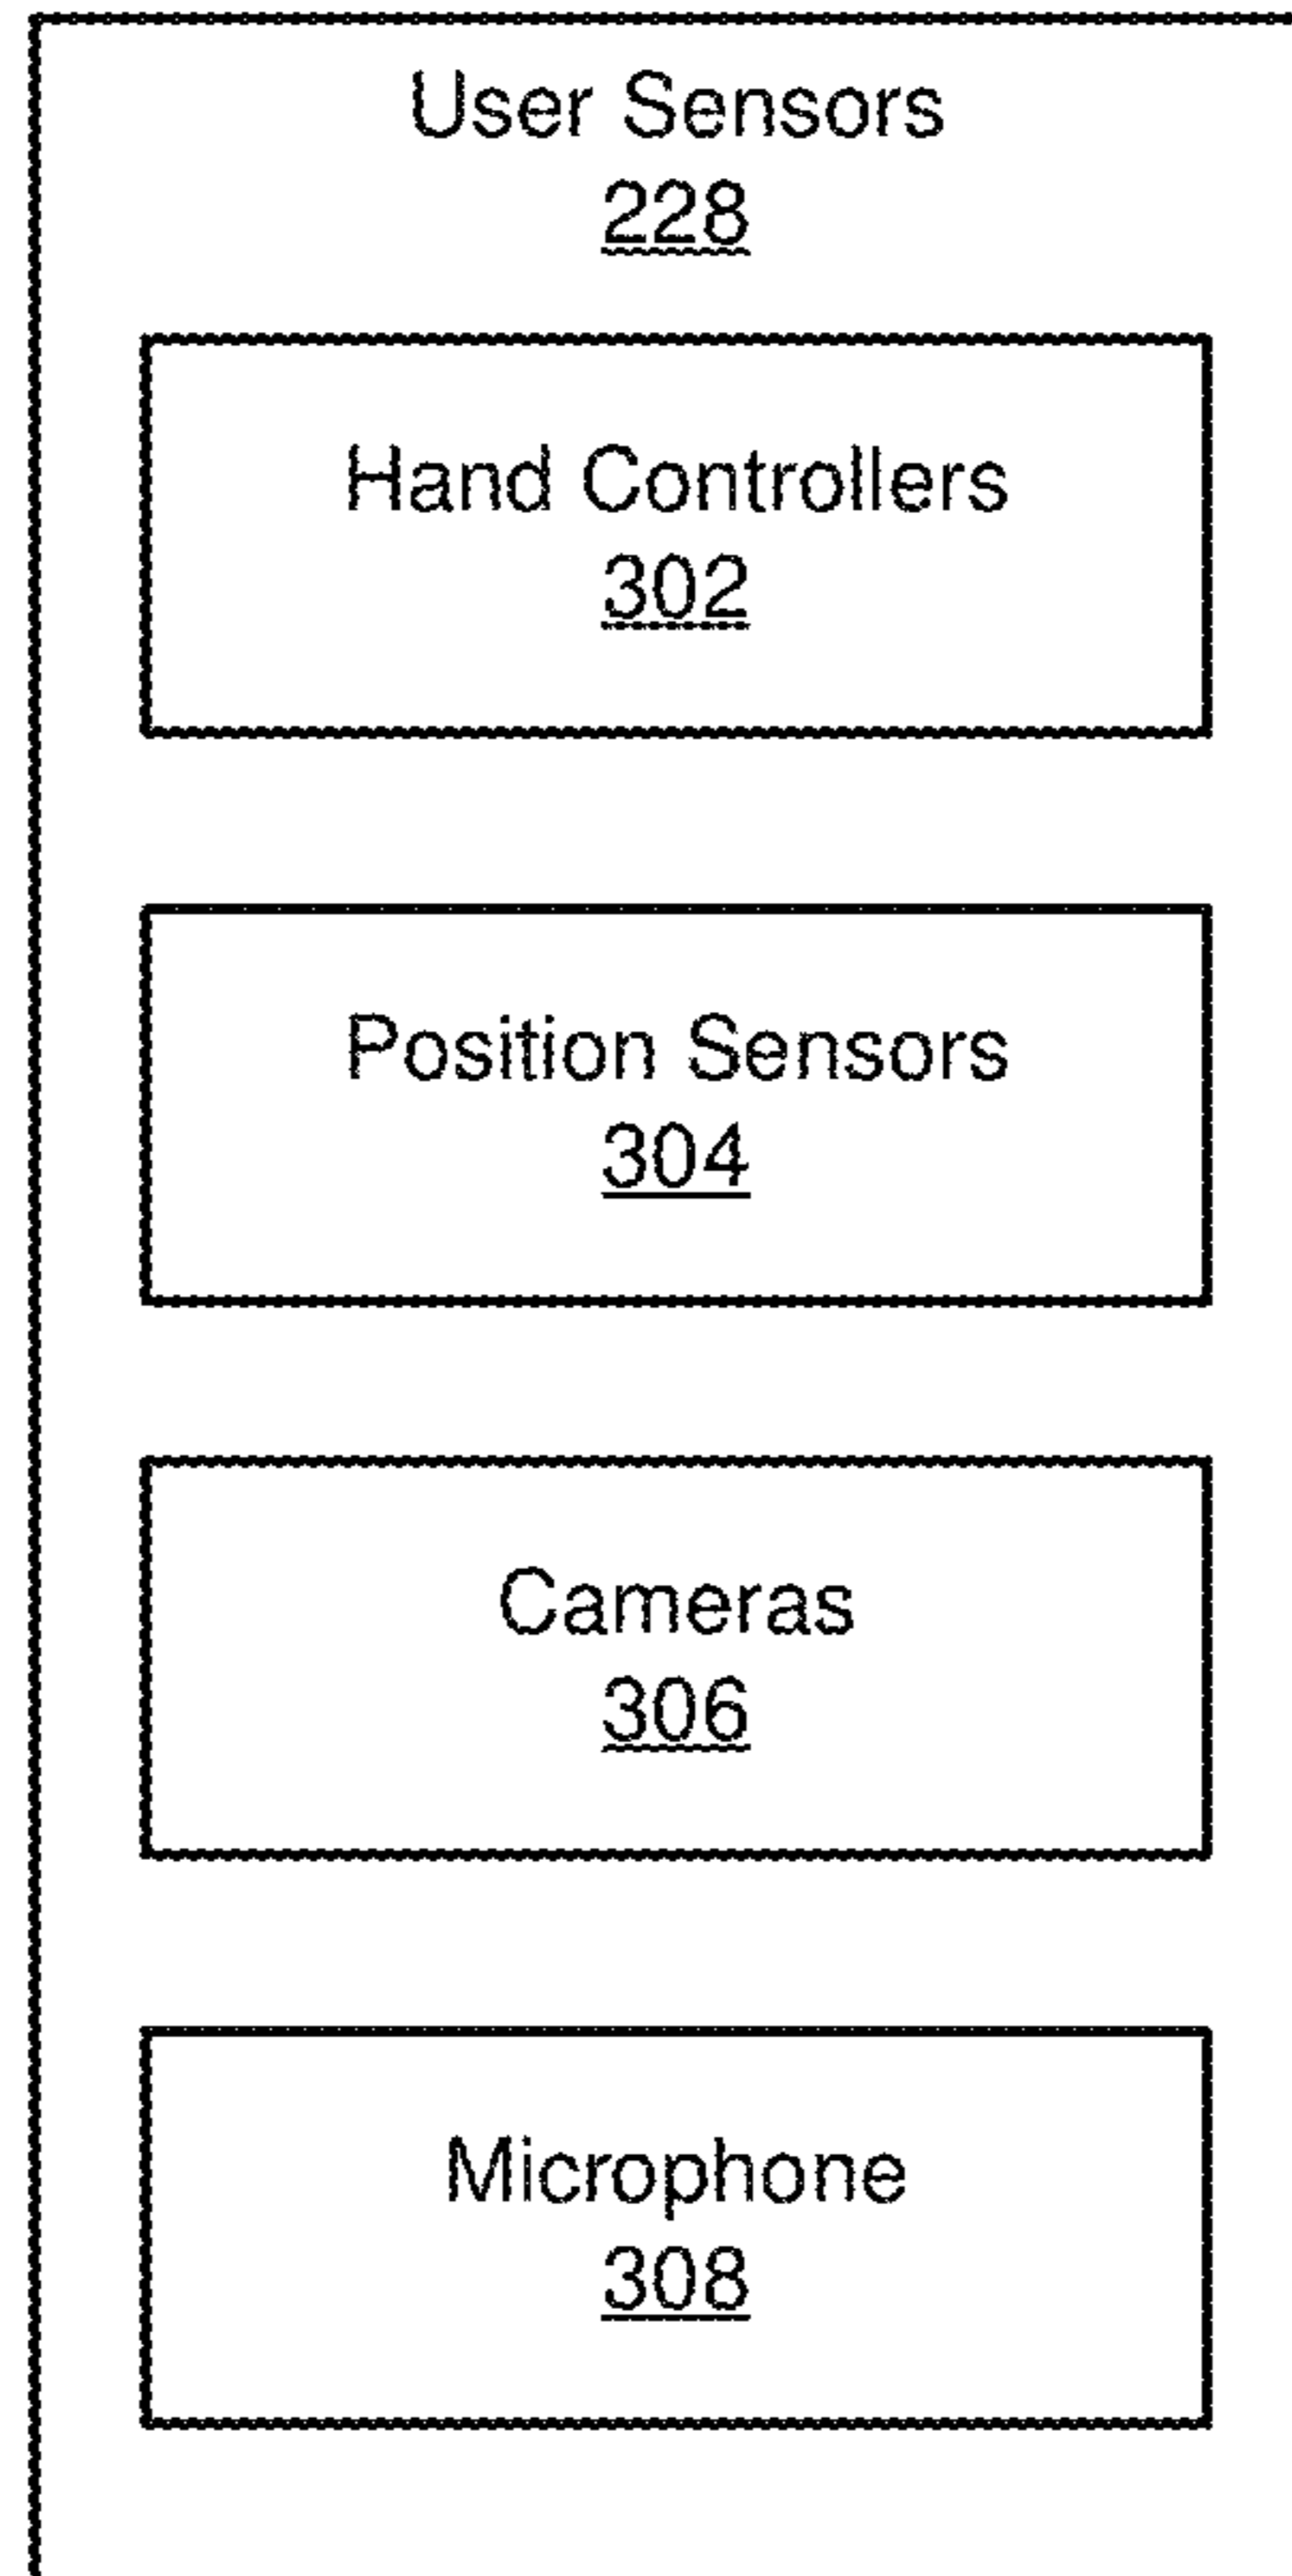 User Sensors
228
Hand Controllers
302
Position Sensors
304
Cameras
306
Microphone
308